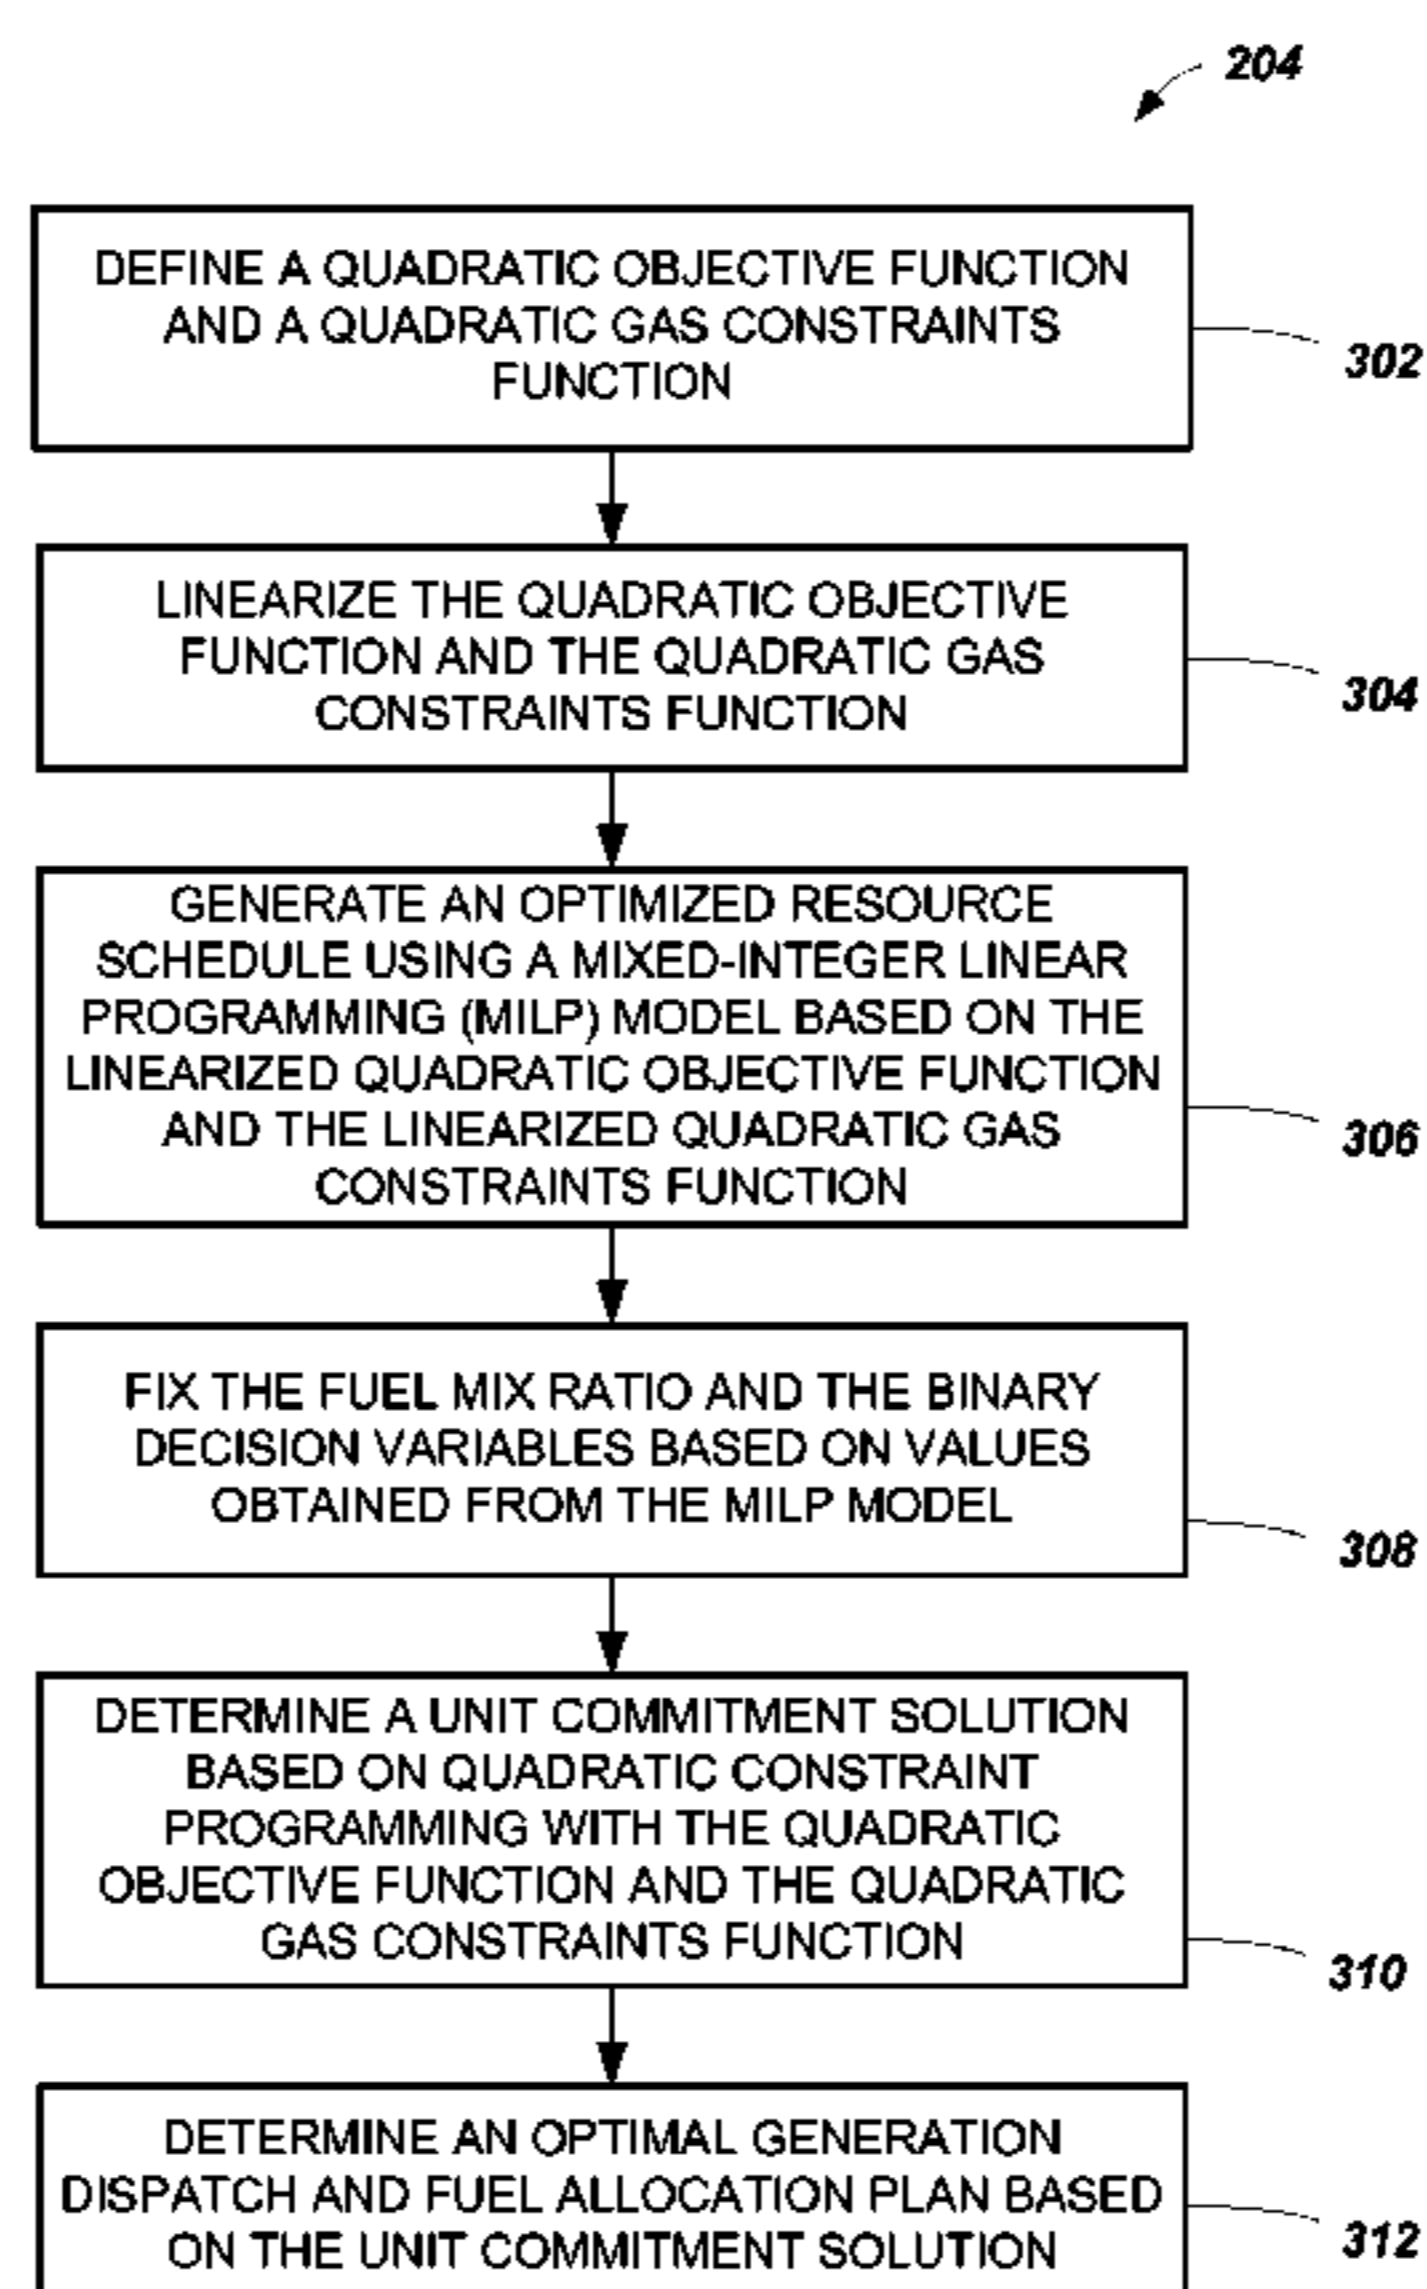 204
DEFINE A QUADRATIC OBJECTIVE FUNCTION
AND A QUADRATIC GAS CONSTRAINTS
FUNCTION
302
LINEARIZE THE QUADRATIC OBJECTIVE
FUNCTION AND THE QUADRATIC GAS
CONSTRAINTS FUNCTION
304
GENERATE AN OPTIMIZED RESOURCE
SCHEDULE USING A MIXED-INTEGER LINEAR
PROGRAMMING (MILP) MODEL BASED ON THE
LINEARIZED QUADRATIC OBJECTIVE FUNCTION
AND THE LINEARIZED QUADRATIC GAS
CONSTRAINTS FUNCTION
306
FIX THE FUEL MIX RATIO AND THE BINARY
DECISION VARIABLES BASED ON VALUES
OBTAINED FROM THE MILP MODEL
308
DETERMINE A UNIT COMMITMENT SOLUTION
BASED ON QUADRATIC CONSTRAINT
PROGRAMMING WITH THE QUADRATIC
OBJECTIVE FUNCTION AND THE QUADRATIC
GAS CONSTRAINTS FUNCTION
310
DETERMINE AN OPTIMAL GENERATION
DISPATCH AND FUEL ALLOCATION PLAN BASED
ON THE UNIT COMMITMENT SOLUTION
312